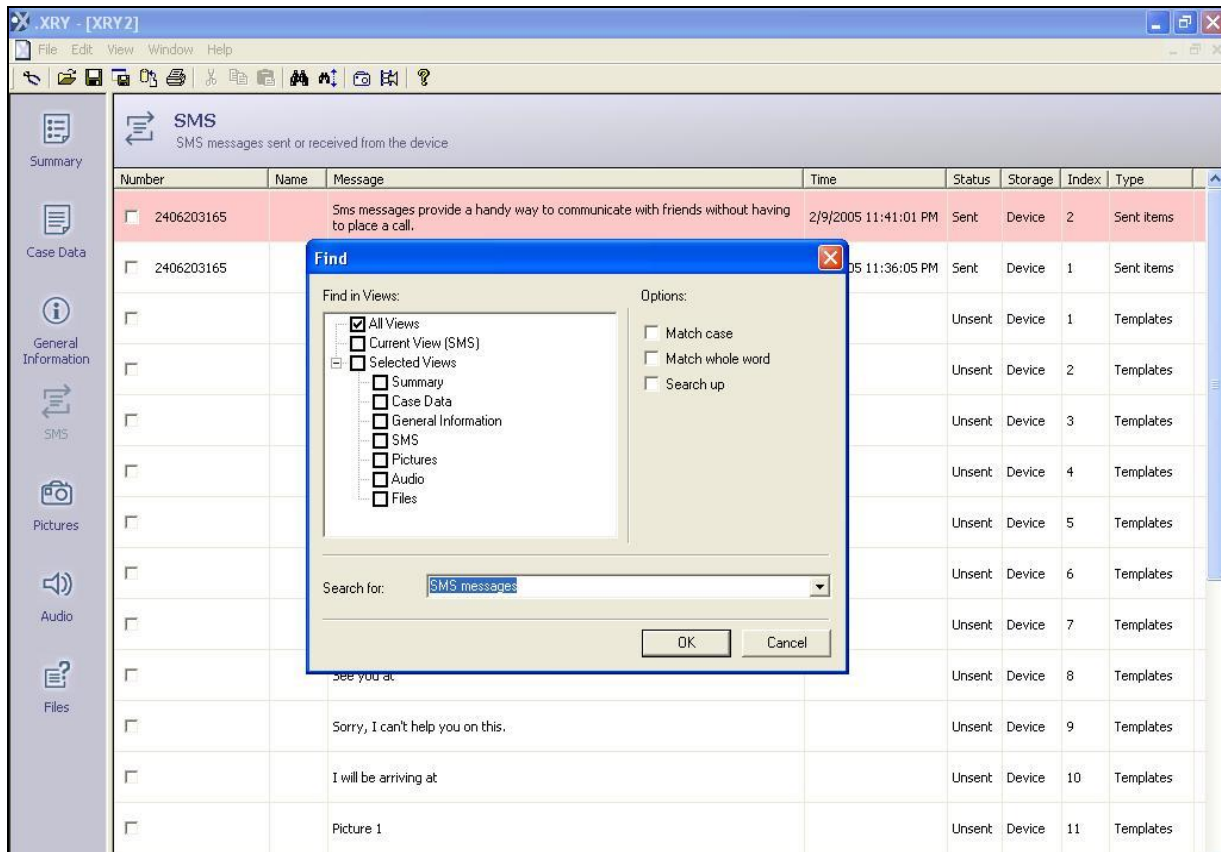 .XRY - [XRY2]
File Edit View Window Help
SMS
SMS messages sent or received from the device
Summary
Case Data
General
Information
SMS
Pictures
Audio
Files
Number Name Message Time Status Storage Index Type
2406203165 Sms messages provide a handy way to communicate with friends without having
to place a call. 2/9/2005 11:41:01 PM Sent Device 2 Sent items
2406203165 05 11:36:05 PM Sent Device 1 Sent items
Unsent Device 1 Templates
Unsent Device 2 Templates
Unsent Device 3 Templates
Unsent Device 4 Templates
Unsent Device 5 Templates
Unsent Device 6 Templates
Unsent Device 7 Templates
See you at Unsent Device 8 Templates
Sorry, I can't help you on this. Unsent Device 9 Templates
I will be arriving at Unsent Device 10 Templates
Picture 1 Unsent Device 11 Templates
Find
Find in Views:
All Views
Current View (SMS)
Selected Views
Summary
Case Data
General Information
SMS
Pictures
Audio
Files
Options:
Match case
Match whole word
Search up
Search for: SMS messages
OK Cancel